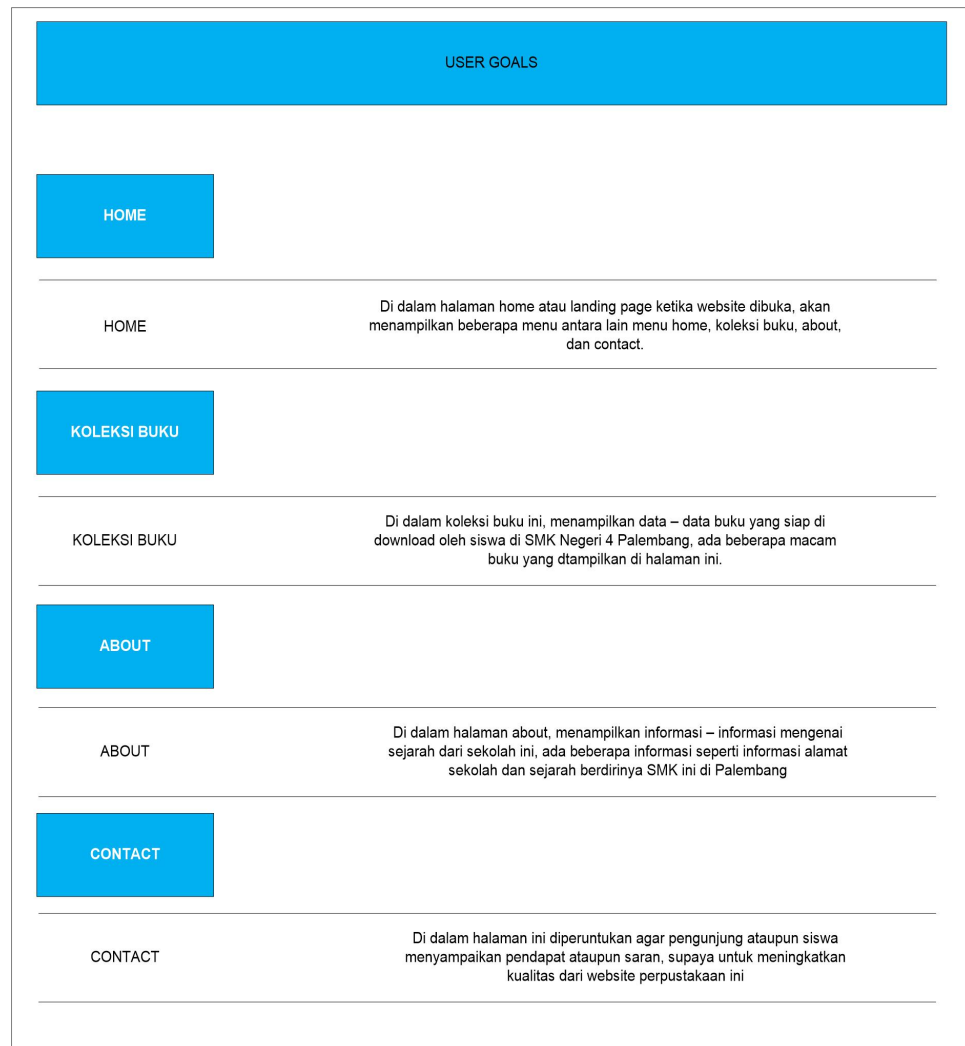 USER GOALS
HOME
HOME
Di dalam halaman home atau landing page ketika website dibuka, akan
menampilkan beberapa menu antara lain menu home, koleksi buku, about,
dan contact.
KOLEKSI BUKU
KOLEKSI BUKU
Di dalam koleksi buku ini, menampilkan data – data buku yang siap di
download oleh siswa di SMK Negeri 4 Palembang, ada beberapa macam
buku yang dtampilkan di halaman ini.
ABOUT
ABOUT
Di dalam halaman about, menampilkan informasi – informasi mengenai
sejarah dari sekolah ini, ada beberapa informasi seperti informasi alamat
sekolah dan sejarah berdirinya SMK ini di Palembang
CONTACT
CONTACT
Di dalam halaman ini diperuntukan agar pengunjung ataupun siswa
menyampaikan pendapat ataupun saran, supaya untuk meningkatkan
kualitas dari website perpustakaan ini